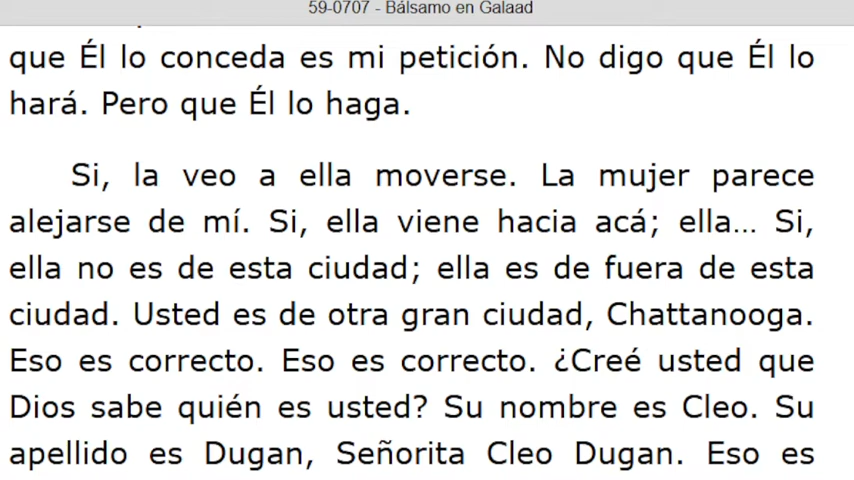 59-0707 - Bálsamo en Galaad
que Él lo conceda es mi petición. No digo que Él lo
hará. Pero que Él lo haga.
Si, la veo a ella moverse. La mujer parece
alejarse de mí. Si, ella viene hacia acá; ella... Si,
ella no es de esta ciudad; ella es de fuera de esta
ciudad. Usted es de otra gran ciudad, Chattanooga.
Eso es correcto. Eso es correcto. ¿Creé usted que
Dios sabe quién es usted? Su nombre es Cleo. Su
apellido es Dugan, Señorita Cleo Dugan. Eso es